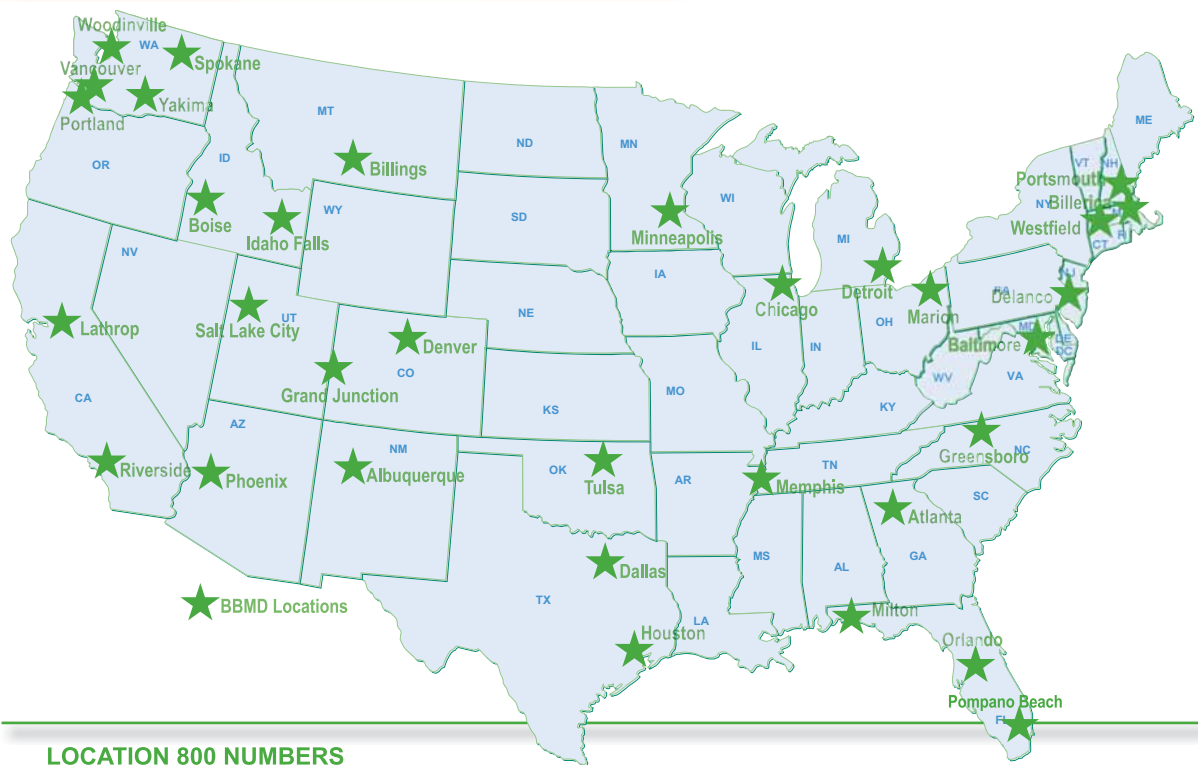 Woodinville
WA
Spokane
Vancouver
Yakima
Portland
MT
ND
MN
ME
OR
ID
Billings
VT
NH
Portsmouth
WI
NY
Billerica
Boise
WY
SD
Minneapolis
MI
Westfield
Idaho Falls
CT
RI
NV
IA
Detroit
NJ
PA
Delanco
Salt Lake City
UT
NE
Chicago
Marion
Lathrop
OH
MD
Baltimore
DE
DC
Denver
IL
IN
CO
WV
VA
CA
Grand Junction
MO
KS
KY
AZ
NM
NC
Greensboro
Riverside
Phoenix
Albuquerque
OK
Tulsa
AR
TN
Memphis
SC
Atlanta
MS
AL
GA
Dallas
BBMD Locations
TX
LA
Milton
Houston
Orlando
Pompano Beach
FL
LOCATION 800 NUMBERS